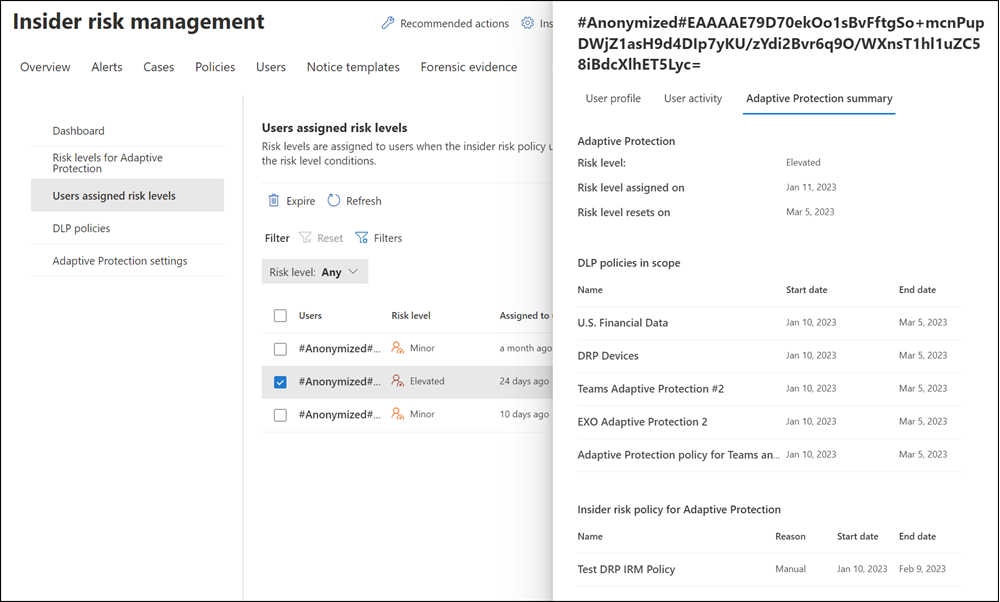 Insider risk management
Recommended actions
Ins
Overview Alerts Cases Policies Users Notice templates Forensic evidence
Dashboard
Risk levels for Adaptive
Protection
Users assigned risk levels
DLP policies
Adaptive Protection settings
Users assigned risk levels
Risk levels are assigned to users when the insider risk policy u
the risk level conditions.
Expire Refresh
Filter Reset Filters
Risk level: Any
Users Risk level Assigned to
#Anonymized#... Minor a month ago
#Anonymized#... Elevated 24 days ago
#Anonymized#... Minor 10 days ago
#Anonymized#EAAAAE79D70ekOo1sBvFftgSo+mcnPup
DWjZ1asH9d4DIp7yKU/zYdi2Bvr6q9O/WXnsT1hl1uZC5
8iBdcXlhET5Lyc=
User profile User activity Adaptive Protection summary
Adaptive Protection
Risk level: Elevated
Risk level assigned on Jan 11, 2023
Risk level resets on Mar 5, 2023
DLP policies in scope
Name Start date End date
U.S. Financial Data Jan 10, 2023 Mar 5, 2023
DRP Devices Jan 10, 2023 Mar 5, 2023
Teams Adaptive Protection #2 Jan 10, 2023 Mar 5, 2023
EXO Adaptive Protection 2 Jan 10, 2023 Mar 5, 2023
Adaptive Protection policy for Teams an... Jan 10, 2023 Mar 5, 2023
Insider risk policy for Adaptive Protection
Name Reason Start date End date
Test DRP IRM Policy Manual Jan 10, 2023 Feb 9, 2023